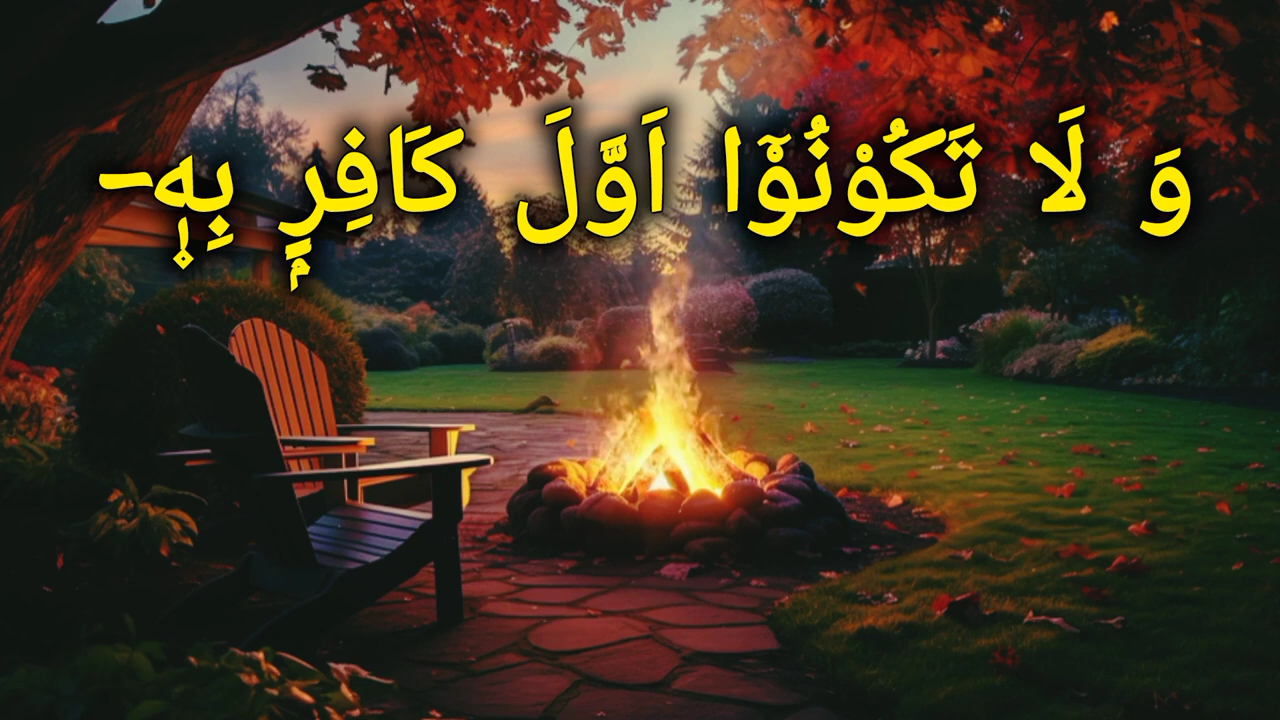 وَ لَا تَكُوْنُوْۤا اَوَّلَ كَافِرٍۭ بِهٖ-